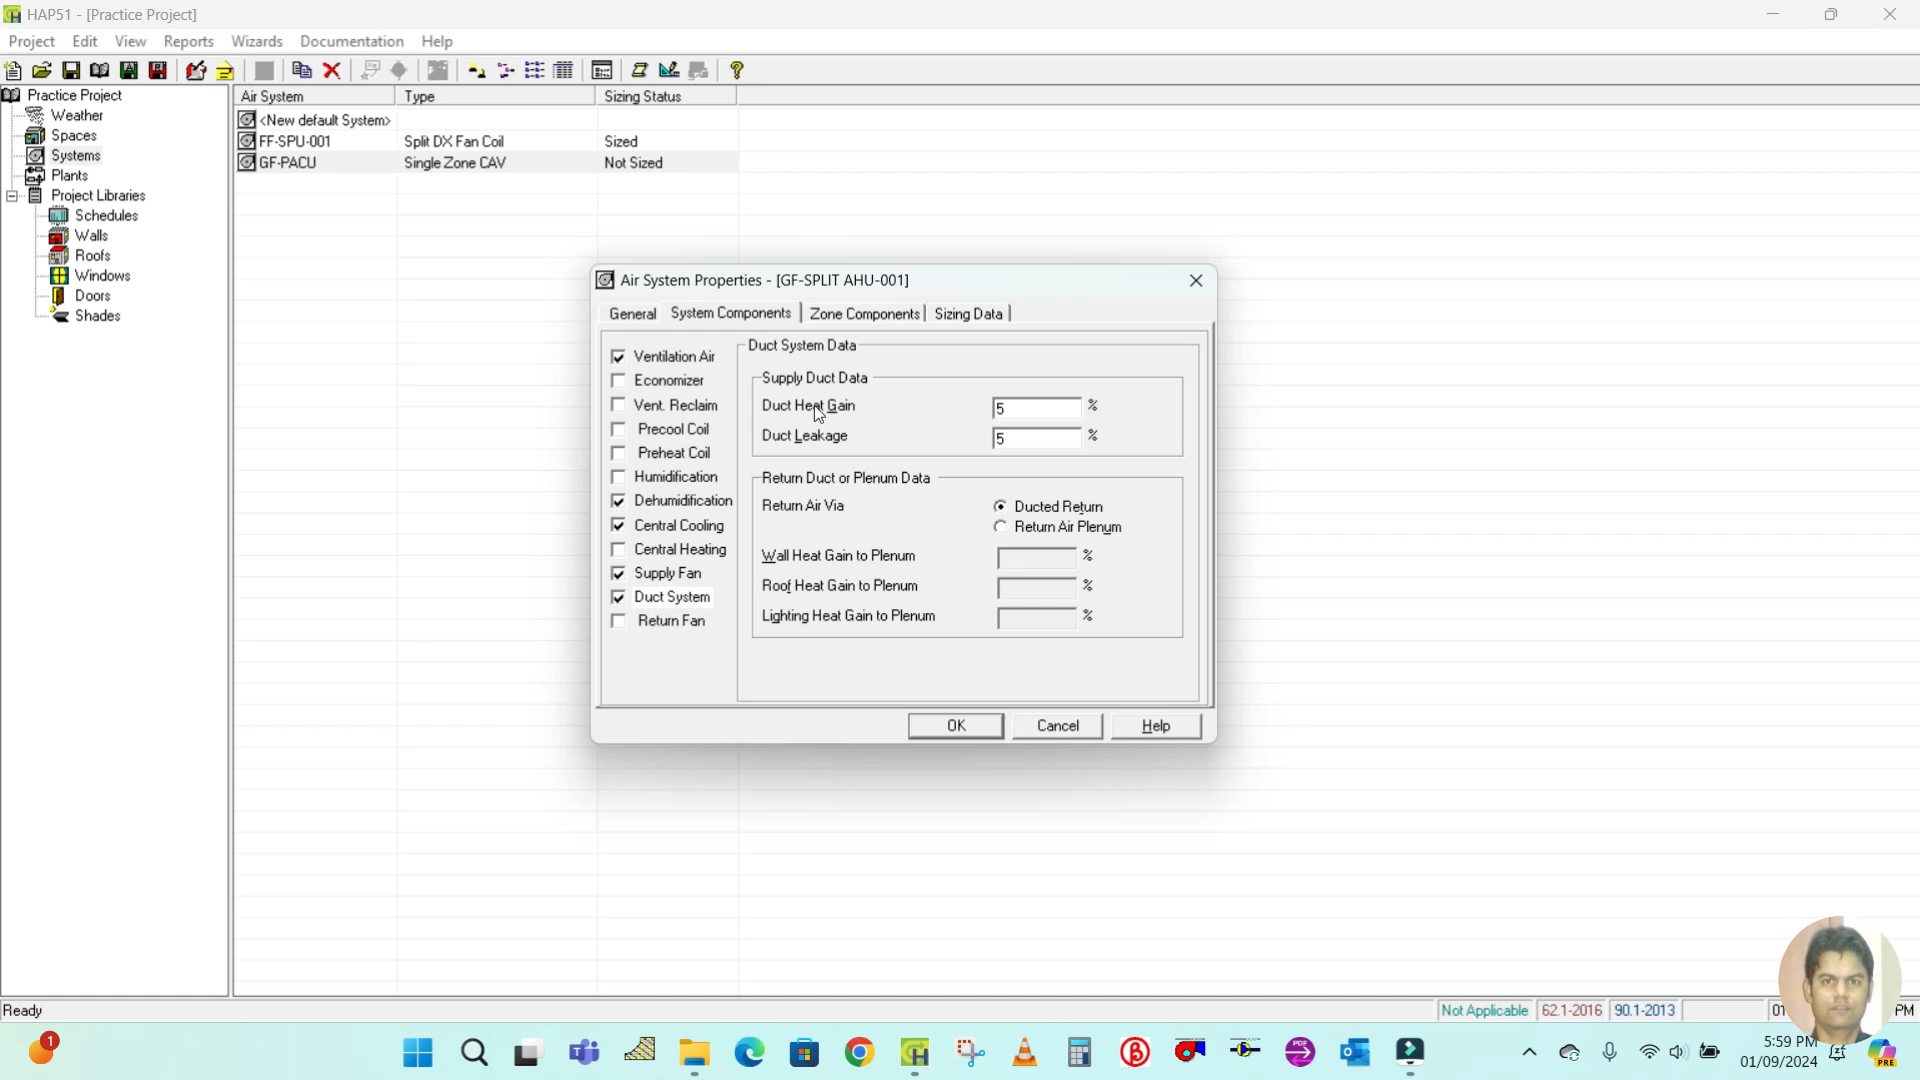 HAP51 - [Practice Project]
Project Edit View Reports Wizards Documentation Help
Practice Project
Weather
Spaces
Systems
Plants
Project Libraries
Schedules
Walls
Roofs
Windows
Doors
Shades
Air System Type Sizing Status
<New default System>
FF-SPU-001 Split DX Fan Coil Sized
GF-PACU Single Zone CAV Not Sized
Air System Properties - [GF-SPLIT AHU-001]
General System Components Zone Components Sizing Data
Ventilation Air
Economizer
Vent. Reclaim
Precool Coil
Preheat Coil
Humidification
Dehumidification
Central Cooling
Central Heating
Supply Fan
Duct System
Return Fan
Duct System Data
Supply Duct Data
Duct Heat Gain 5 %
Duct Leakage 5 %
Return Duct or Plenum Data
Return Air Via Ducted Return
Return Air Plenum
Wall Heat Gain to Plenum %
Roof Heat Gain to Plenum %
Lighting Heat Gain to Plenum %
OK Cancel Help
Ready Not Applicable 62.1-2016 90.1-2013 PM
1
PDF
5:59 PM
01/09/2024
PRE